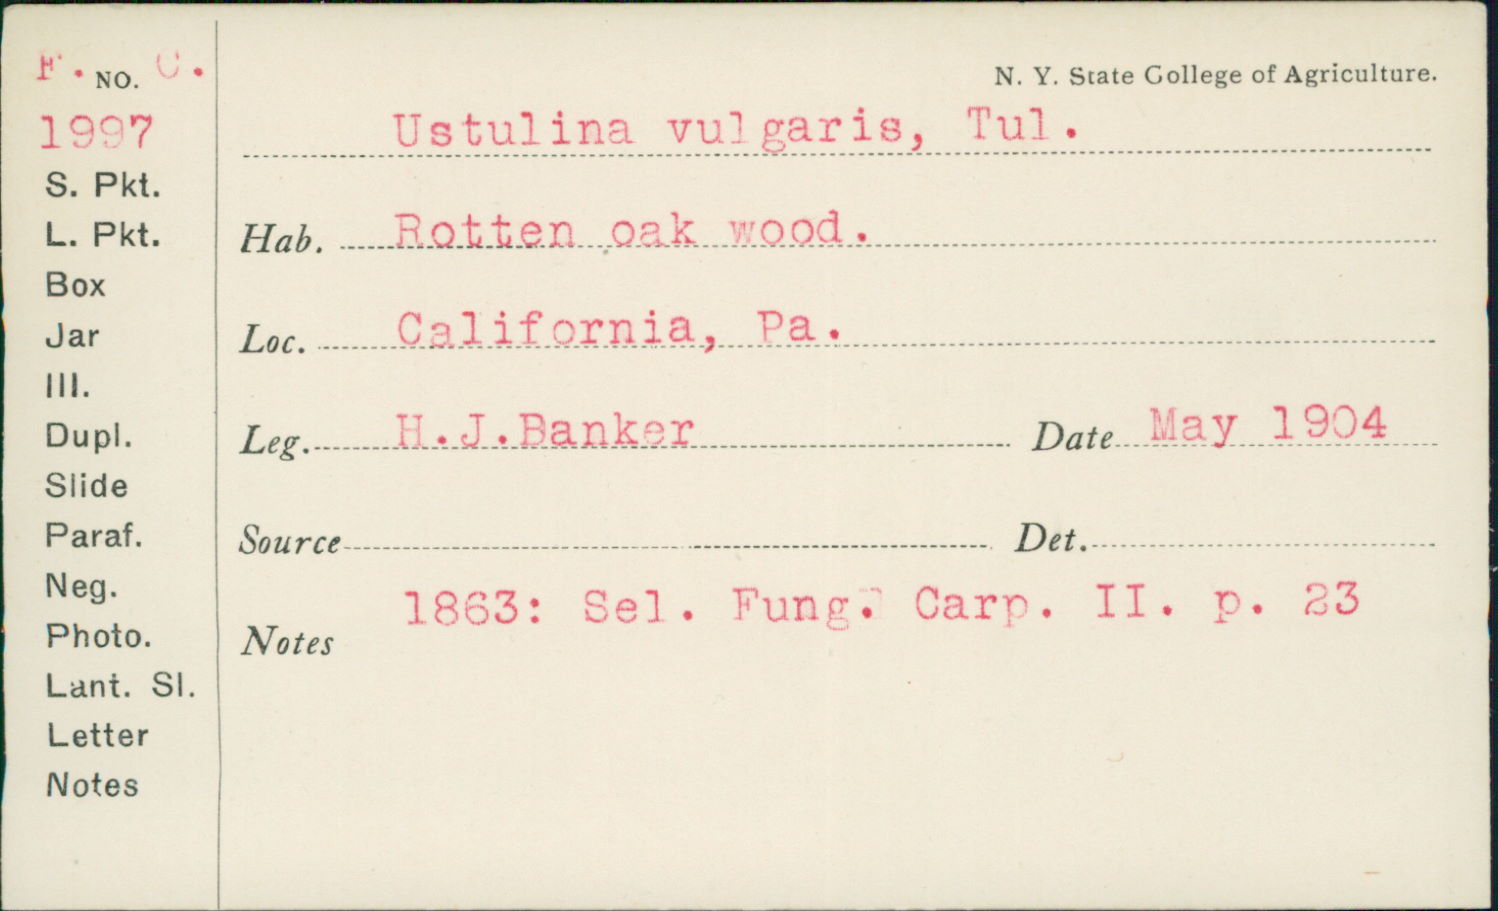 F. NO. C.
1997
S. Pkt.
L. Pkt.
Box
Jar
Ill.
Dupl.
Slide
Paraf.
Neg.
Photo.
Lant. Sl.
Letter
Notes
N. Y. State College of Agriculture.
Ustulina vulgaris, Tul.
Hab. Rotten oak wood.
Loc. California, Pa.
Leg. H.J.Banker Date May 1904
Source Det.
Notes 1863: Sel. Fung. Carp. II. p. 23